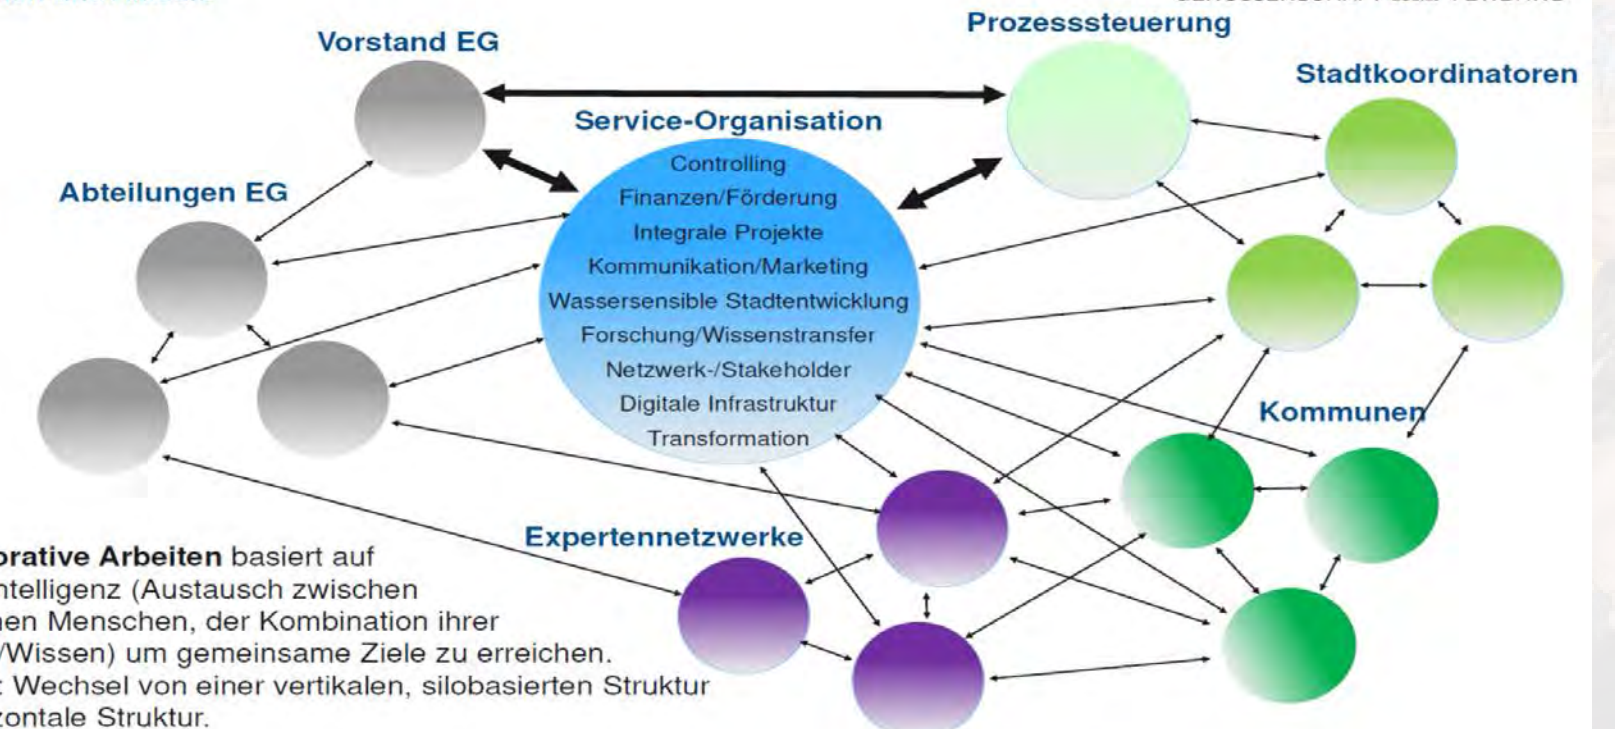 Vorstand EG
Prozesssteuerung
Stadtkoordinatoren
Service-Organisation
Abteilungen EG
Controlling
Finanzen/Förderung
Integrale Projekte
Kommunikation/Marketing
Wassersensible Stadtentwicklung
Forschung/Wissenstransfer
Netzwerk-/Stakeholder
Digitale Infrastruktur
Transformation
Kommunen
Expertennetzwerke
orative Arbeiten basiert auf
ntelligenz (Austausch zwischen
nen Menschen, der Kombination ihrer
/Wissen) um gemeinsame Ziele zu erreichen.
: Wechsel von einer vertikalen, silobasierten Struktur
zontale Struktur.